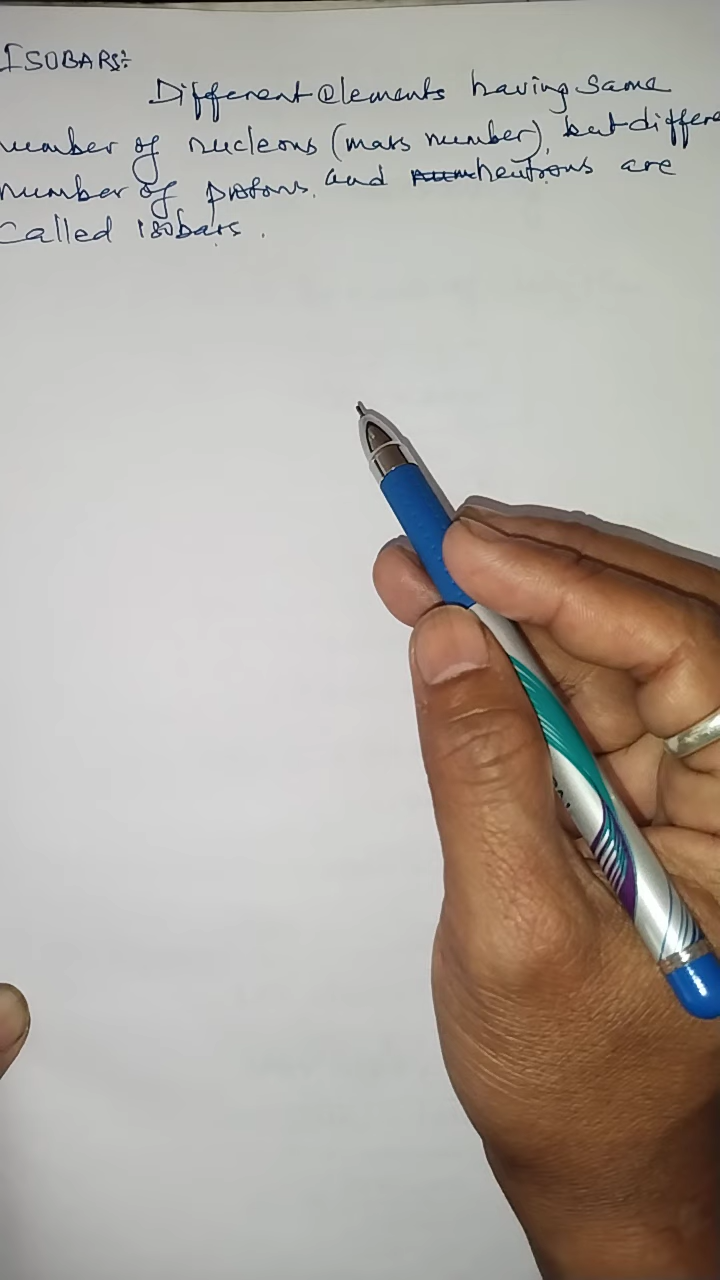 ISOBARS:-
Different elements having same
number of nucleons (mass number), but differe
number of protons and neutrons are
called isobars.